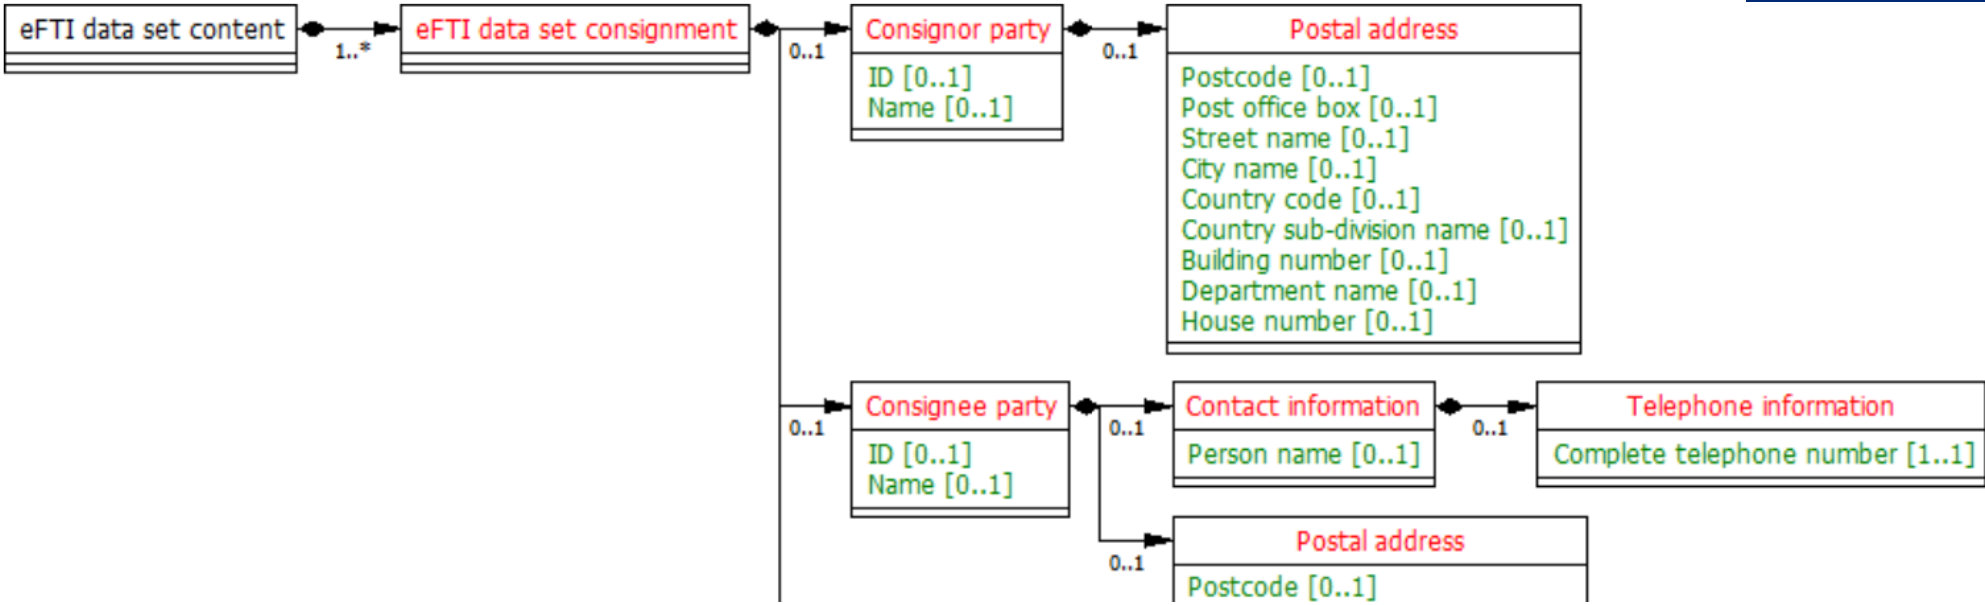 eFTI data set content
1..*
eFTI data set consignment
0..1
Consignor party
ID [0..1]
Name [0..1]
0..1
Postal address
Postcode [0..1]
Post office box [0..1]
Street name [0..1]
City name [0..1]
Country code [0..1]
Country sub-division name [0..1]
Building number [0..1]
Department name [0..1]
House number [0..1]
0..1
Consignee party
ID [0..1]
Name [0..1]
0..1
Contact information
Person name [0..1]
0..1
Telephone information
Complete telephone number [1..1]
0..1
Postal address
Postcode [0..1]